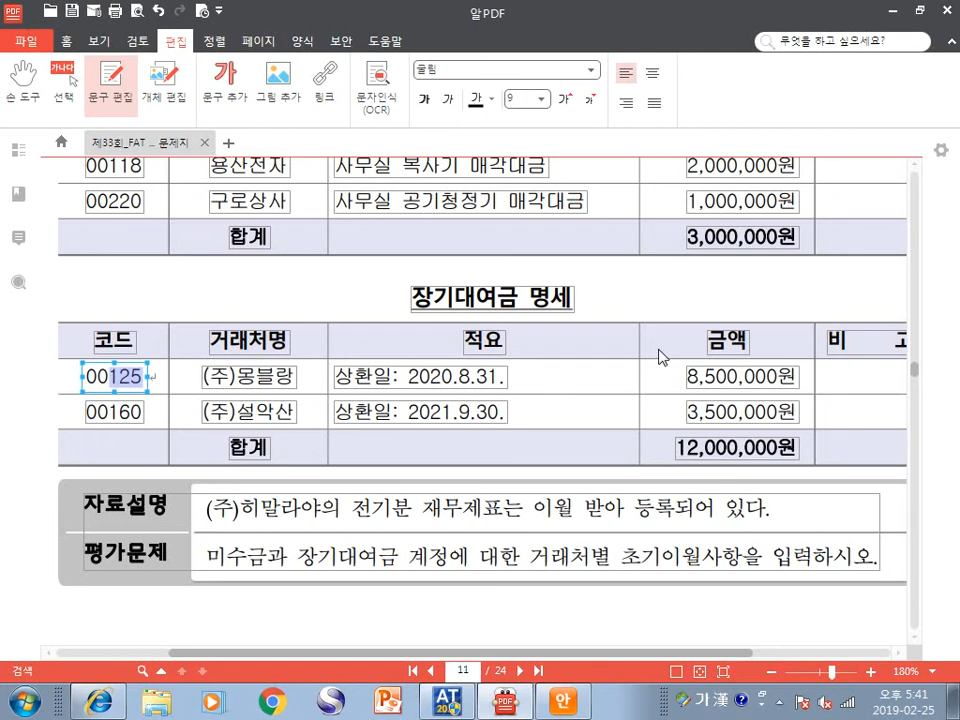 알PDF
파일 홈 보기 검토 편집 정렬 페이지 양식 보안 도움말
무엇을 하고 싶으세요?
손 도구 선택 문구 편집 개체 편집 문구 추가 그림 추가 링크 문자인식 (OCR)
굴림
가 가 가 9 가 가
제33회_FAT ... 문제지
00118 용산전자 사무실 복사기 매각대금 2,000,000원
00220 구로상사 사무실 공기청정기 매각대금 1,000,000원
합계 3,000,000원
장기대여금 명세
코드 거래처명 적요 금액 비 고
00125 (주)몽블랑 상환일: 2020.8.31. 8,500,000원
00160 (주)설악산 상환일: 2021.9.30. 3,500,000원
합계 12,000,000원
자료설명 (주)히말라야의 전기분 재무제표는 이월 받아 등록되어 있다.
평가문제 미수금과 장기대여금 계정에 대한 거래처별 초기이월사항을 입력하시오.
검색 11 / 24 180%
오후 5:41
2019-02-25